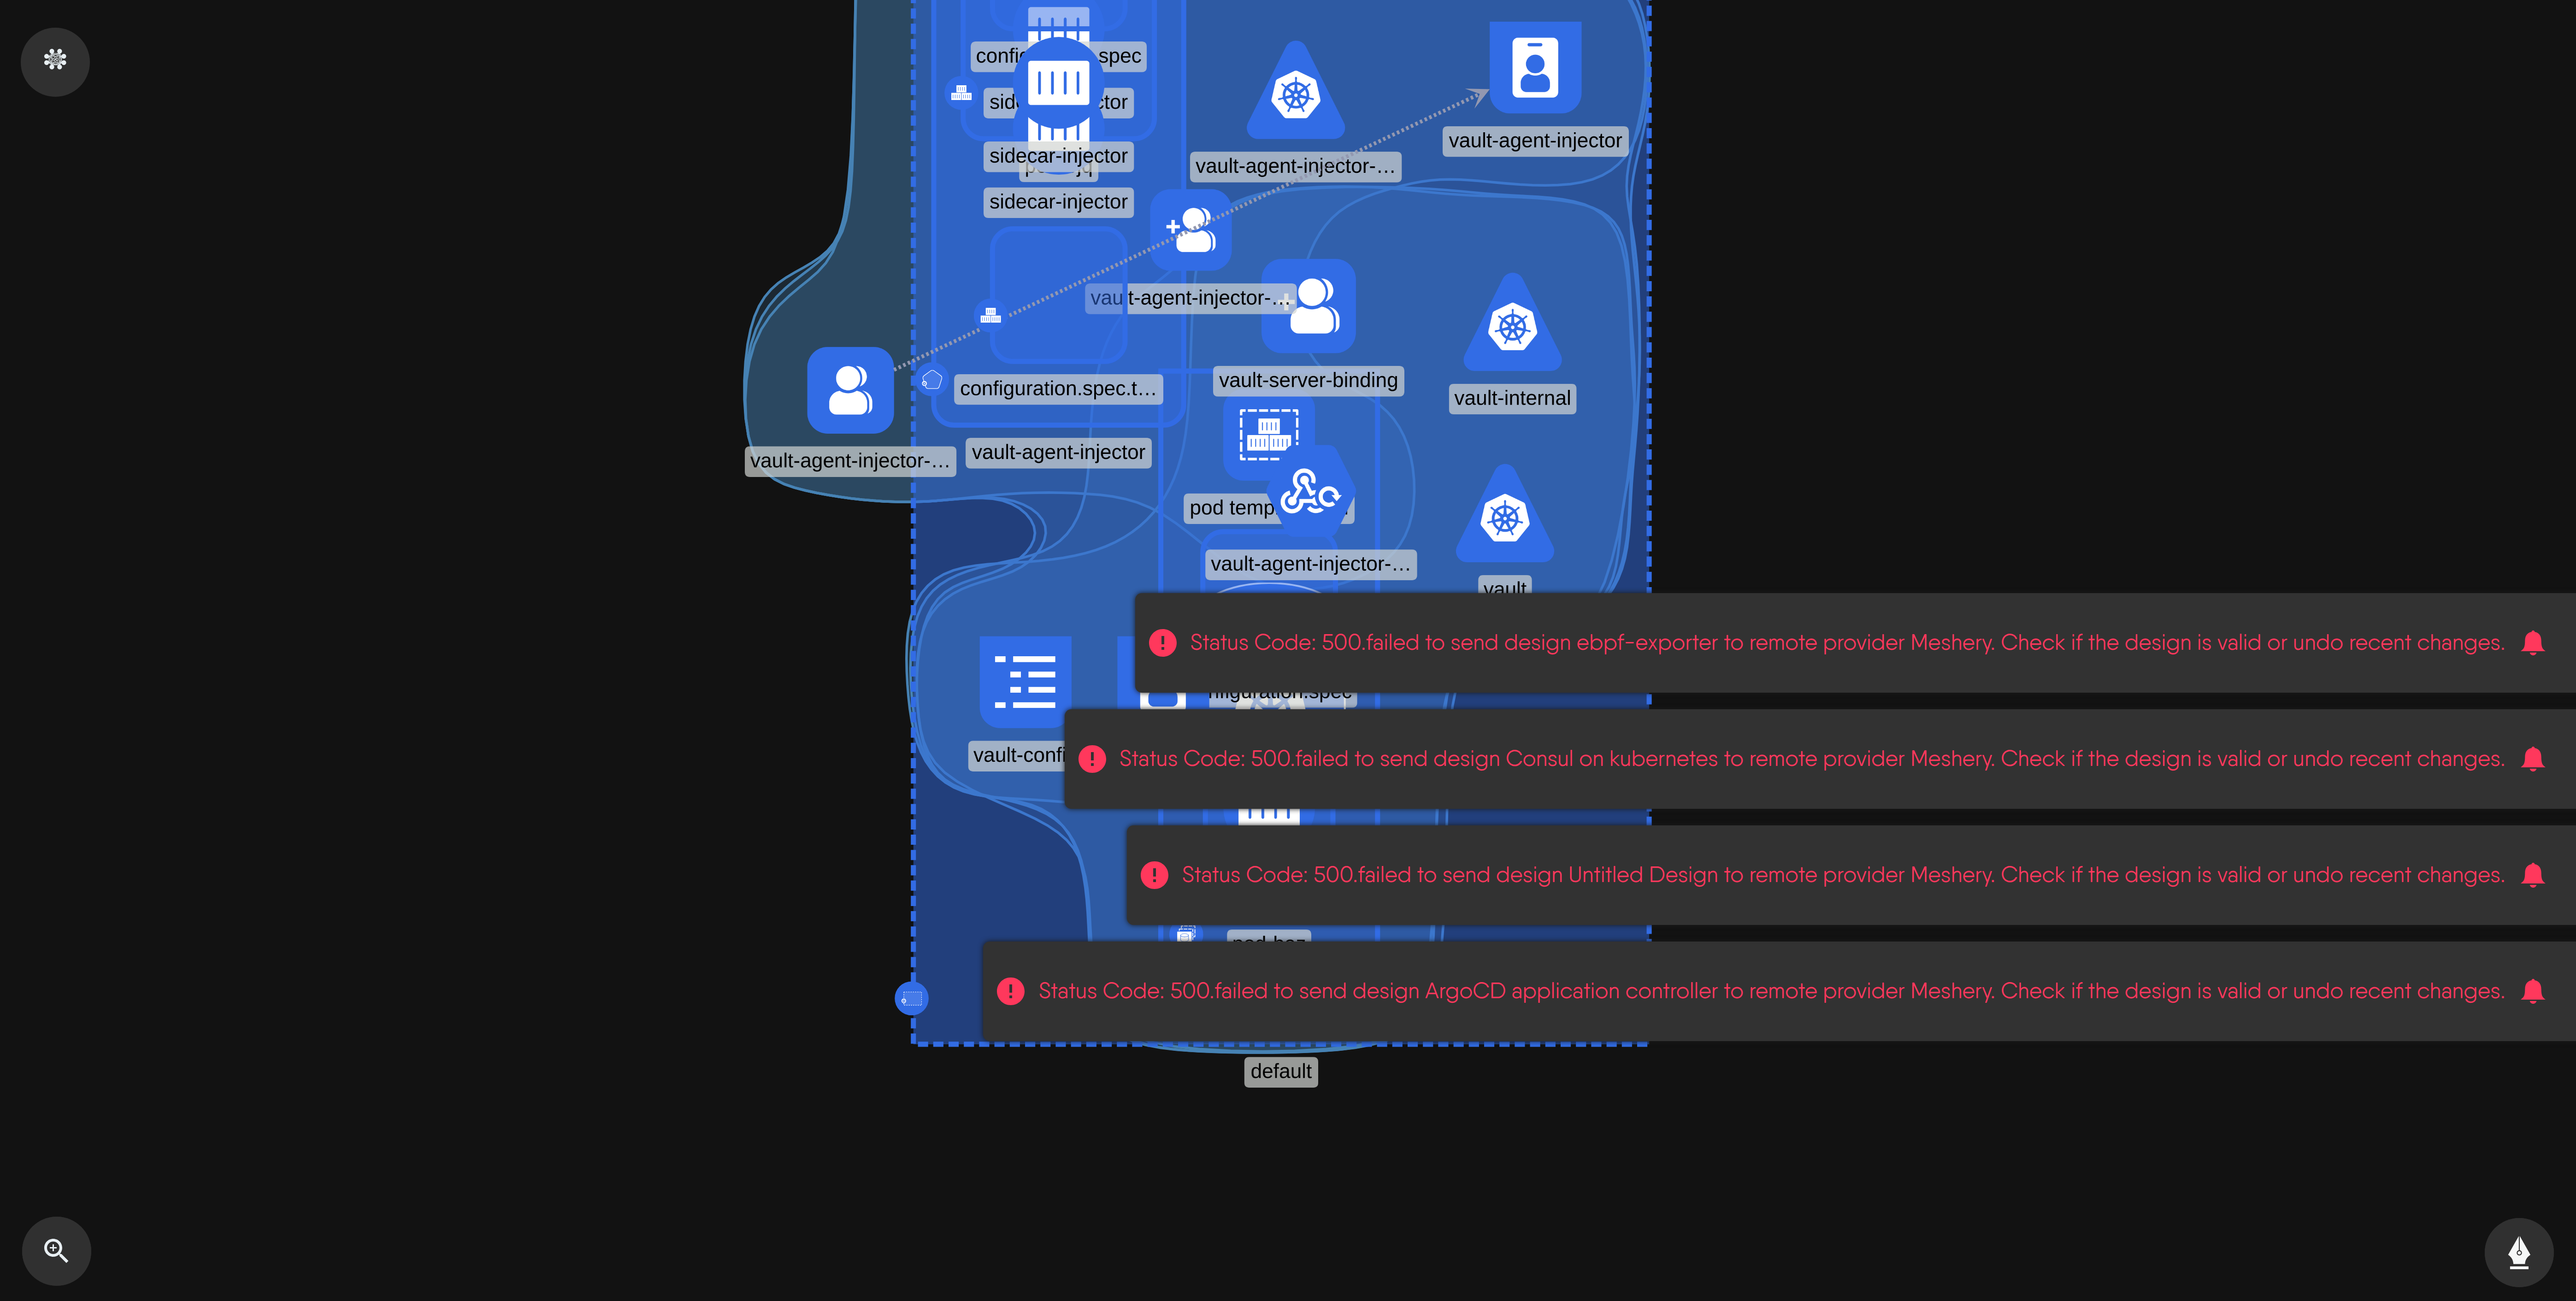 spec
sidecar-injector
sidecar-injector
vault-agent-injector-…
vault-agent-injector
vault-agent-injector-…
vault-server-binding
vault-internal
configuration.spec.t…
vault-agent-injector-…
vault-agent-injector
pod
vault-agent-injector-…
vault
Status Code: 500.failed to send design ebpf-exporter to remote provider Meshery. Check if the design is valid or undo recent changes.
Status Code: 500.failed to send design Consul on kubernetes to remote provider Meshery. Check if the design is valid or undo recent changes.
Status Code: 500.failed to send design Untitled Design to remote provider Meshery. Check if the design is valid or undo recent changes.
Status Code: 500.failed to send design ArgoCD application controller to remote provider Meshery. Check if the design is valid or undo recent changes.
default